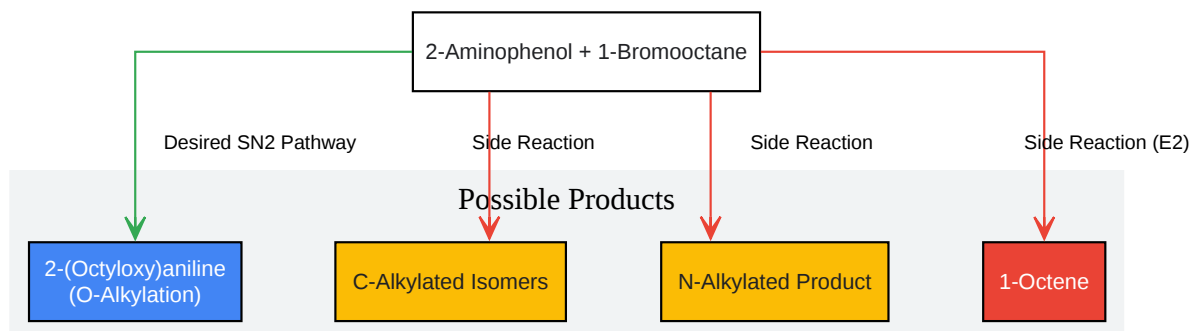 2-Aminophenol + 1-Bromooctane
Desired SN2 Pathway
Side Reaction
Side Reaction
Side Reaction (E2)
Possible Products
2-(Octyloxy)aniline
(O-Alkylation)
C-Alkylated Isomers
N-Alkylated Product
1-Octene